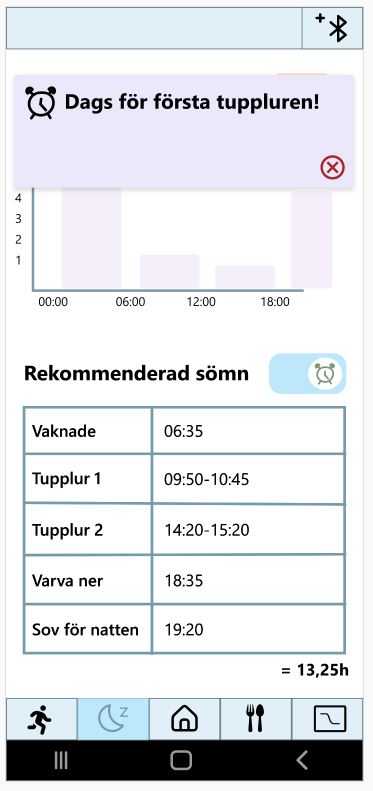 +
Dags för första tuppluren!
4
3
2
1
00:00 06:00 12:00 18:00
Rekommenderad sömn
Vaknade 06:35
Tupplur 1 09:50-10:45
Tupplur 2 14:20-15:20
Varva ner 18:35
Sov för natten 19:20
= 13,25h
z